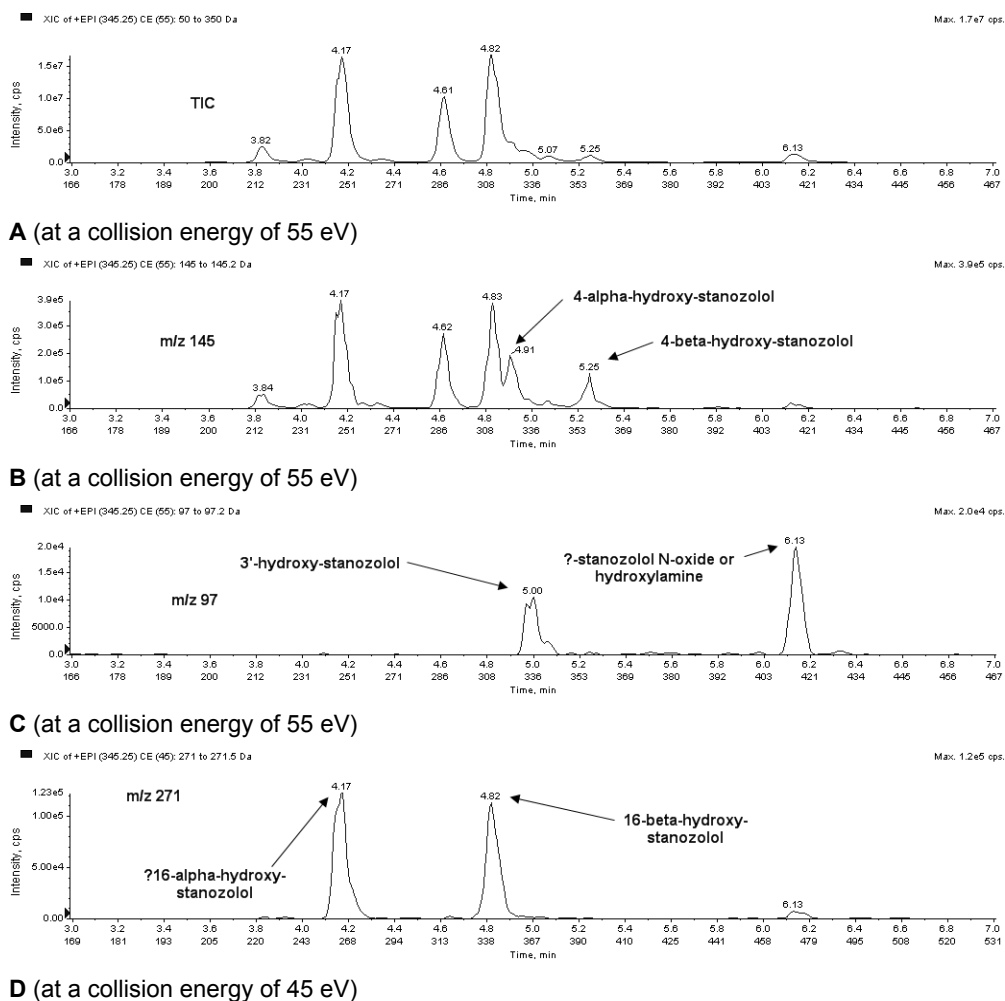 XIC of +EPI (345.25) CE (55): 50 to 350 Da Max. 1.7e7 cps.
4.17 4.82
1.5e7
1.0e7 4.61
TIC
5.0e6
3.82 5.07 5.25 6.13
0.0
Intensity, cps
3.0 3.2 3.4 3.6 3.8 4.0 4.2 4.4 4.6 4.8 5.0 5.2 5.4 5.6 5.8 6.0 6.2 6.4 6.6 6.8 7.0
166 178 189 200 212 231 251 271 286 308 336 353 369 380 392 403 421 434 445 456 467
Time, min
A (at a collision energy of 55 eV)
XIC of +EPI (345.25) CE (55): 145 to 145.2 Da Max. 3.9e5 cps.
3.9e5 4.17 4.83 4-alpha-hydroxy-stanozolol
3.0e5
m/z 145 4.62 4-beta-hydroxy-stanozolol
2.0e5 4.91
1.0e5 5.25
3.84
0.0
Intensity, cps
3.0 3.2 3.4 3.6 3.8 4.0 4.2 4.4 4.6 4.8 5.0 5.2 5.4 5.6 5.8 6.0 6.2 6.4 6.6 6.8 7.0
166 178 189 200 212 231 251 271 286 308 336 353 369 380 392 403 421 434 445 456 467
Time, min
B (at a collision energy of 55 eV)
XIC of +EPI (345.25) CE (55): 97 to 97.2 Da Max. 2.0e4 cps.
2.0e4 6.13
3'-hydroxy-stanozolol ?-stanozolol N-oxide or
hydroxylamine
1.5e4
1.0e4 m/z 97 5.00
5000.0
0.0
Intensity, cps
3.0 3.2 3.4 3.6 3.8 4.0 4.2 4.4 4.6 4.8 5.0 5.2 5.4 5.6 5.8 6.0 6.2 6.4 6.6 6.8 7.0
166 178 189 200 212 231 251 271 286 308 336 353 369 380 392 403 421 434 445 456 467
Time, min
C (at a collision energy of 55 eV)
XIC of +EPI (345.25) CE (45): 271 to 271.5 Da Max. 1.2e5 cps.
m/z 271 4.17 4.82
1.23e5
1.00e5 16-beta-hydroxy-
stanozolol
5.00e4 ?16-alpha-hydroxy-
stanozolol
6.13
0.00
Intensity, cps
3.0 3.2 3.4 3.6 3.8 4.0 4.2 4.4 4.6 4.8 5.0 5.2 5.4 5.6 5.8 6.0 6.2 6.4 6.6 6.8 7.0
169 181 193 205 220 243 268 294 313 338 367 390 410 425 441 458 479 495 508 520 531
Time, min
D (at a collision energy of 45 eV)